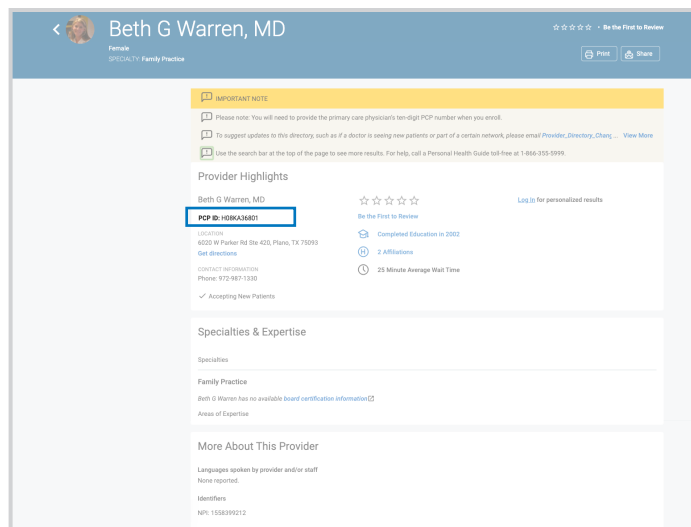 Beth G Warren, MD
☆☆☆☆☆ • Be the First to Review
Female
SPECIALTY: Family Practice
Print
Share
IMPORTANT NOTE
Please note: You will need to provide the primary care physician's ten-digit PCP number when you enroll.
To suggest updates to this directory, such as if a doctor is seeing new patients or part of a certain network, please email Provider_Directory_Chang ... View More
Use the search bar at the top of the page to see more results. For help, call a Personal Health Guide toll-free at 1-866-355-5999.
Provider Highlights
Beth G Warren, MD
PCP ID: H08KA36801
LOCATION
6020 W Parker Rd Ste 420, Plano, TX 75093
Get directions
CONTACT INFORMATION
Phone: 972-987-1330
✓ Accepting New Patients
☆☆☆☆☆
Be the First to Review
Completed Education in 2002
H 2 Affiliations
25 Minute Average Wait Time
Log in for personalized results
Specialties & Expertise
Specialties
Family Practice
Beth G Warren has no available board certification information
Areas of Expertise
More About This Provider
Languages spoken by provider and/or staff
None reported.
Identifiers
NPI: 1558399212